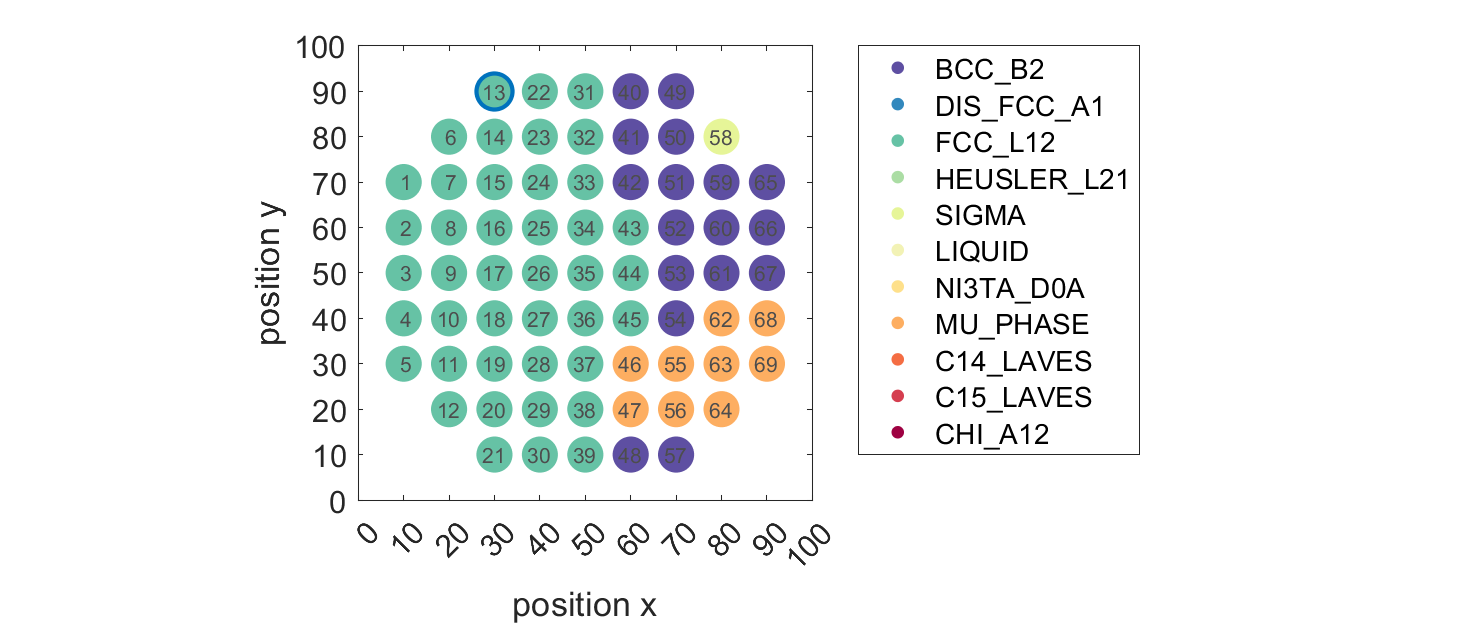 100
90 13 22 31 40 49
80 6 14 23 32 41 50 58
70 1 7 15 24 33 42 51 59 65
60 2 8 16 25 34 43 52 60 66
50 3 9 17 26 35 44 53 61 67
40 4 10 18 27 36 45 54 62 68
30 5 11 19 28 37 46 55 63 69
20 12 20 29 38 47 56 64
10 21 30 39 48 57
0
position y
0 10 20 30 40 50 60 70 80 90 100
position x
BCC_B2
DIS_FCC_A1
FCC_L12
HEUSLER_L21
SIGMA
LIQUID
NI3TA_D0A
MU_PHASE
C14_LAVES
C15_LAVES
CHI_A12